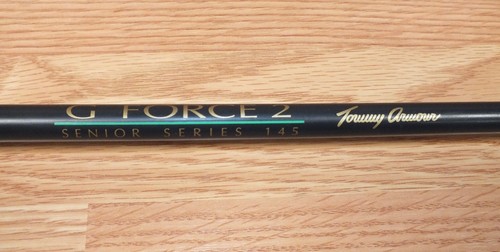 G FORCE 2
SENIOR SERIES 145
Tommy Armour